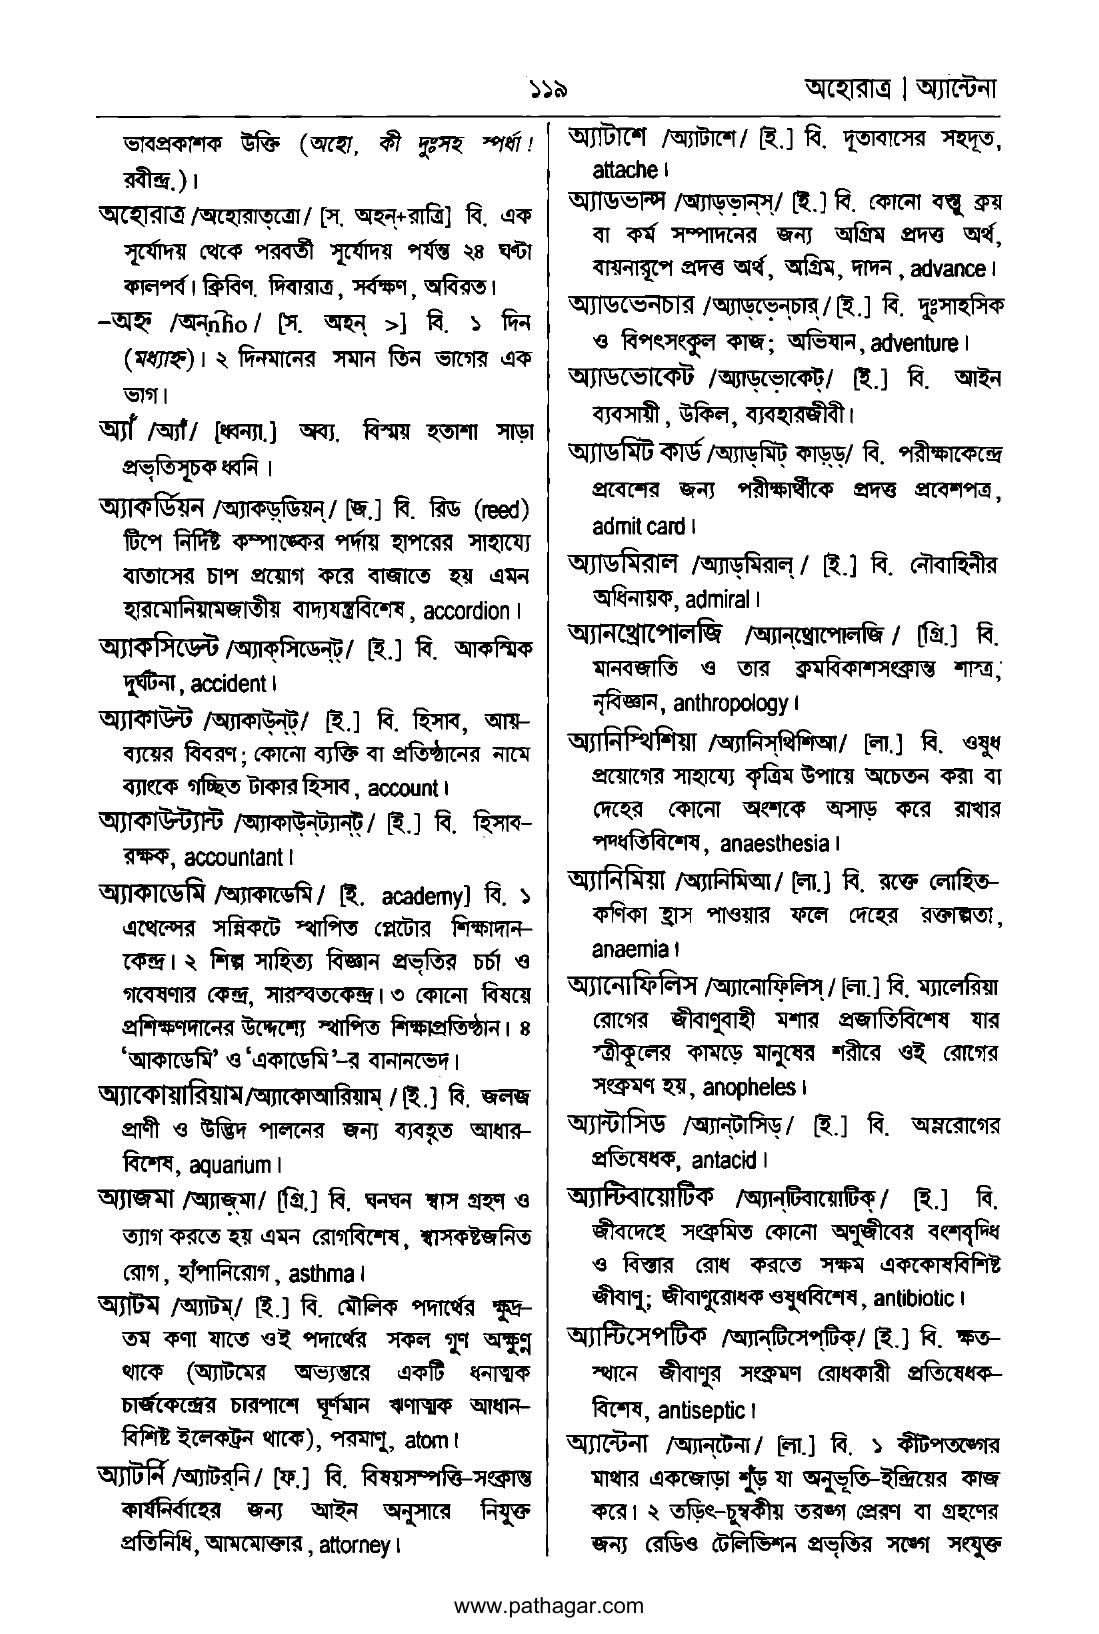 ১১৯
অহোরাত্র | অ্যান্টেনা
ভাবপ্রকাশক উক্তি (অহো, কী দুঃসহ স্পর্ধা!
রবীন্দ্র.)।
অহোরাত্র /অহোরাত্‌ত্রো/ [স. অহন্‌+রাত্রি] বি. এক
সূর্যোদয় থেকে পরবর্তী সূর্যোদয় পর্যন্ত ২৪ ঘণ্টা
কালপর্ব। ক্রিবিণ. দিবারাত্র, সর্বক্ষণ, অবিরত।
–অহ্ন /অন্‌nɦo/ [স. অহন্‌ >] বি. ১ দিন
(মধ্যাহ্ন)। ২ দিনমানের সমান তিন ভাগের এক
ভাগ।
অ্যাঁ /অ্যাঁ/ [ধ্বন্যা.] অব্য. বিস্ময় হতাশা সাড়া
প্রভৃতিসূচক ধ্বনি।
অ্যাকর্ডিয়ন /অ্যাকড়্‌ডিয়ন্‌/ [জ.] বি. রিড (reed)
টিপে নির্দিষ্ট কম্পাঙ্কের পর্দায় হাপরের সাহায্যে
বাতাসের চাপ প্রয়োগ করে বাজাতে হয় এমন
হারমোনিয়ামজাতীয় বাদ্যযন্ত্রবিশেষ, accordion।
অ্যাকসিডেন্ট /অ্যাক্‌সিডেন্‌ট্‌/ [ই.] বি. আকস্মিক
দুর্ঘটনা, accident।
অ্যাকাউন্ট /অ্যাকাউ্‌ন্‌ট্‌/ [ই.] বি. হিসাব, আয়–
ব্যয়ের বিবরণ; কোনো ব্যক্তি বা প্রতিষ্ঠানের নামে
ব্যাংকে গচ্ছিত টাকার হিসাব, account।
অ্যাকাউন্ট্যান্ট /অ্যাকাউ্‌ন্‌ট্যান্‌ট্‌/ [ই.] বি. হিসাব–
রক্ষক, accountant।
অ্যাকাডেমি /অ্যাকাডেমি/ [ই. academy] বি. ১
এথেন্সের সন্নিকটে স্থাপিত প্লেটোর শিক্ষাদান–
কেন্দ্র। ২ শিল্প সাহিত্য বিজ্ঞান প্রভৃতির চর্চা ও
গবেষণার কেন্দ্র, সারস্বতকেন্দ্র। ৩ কোনো বিষয়ে
প্রশিক্ষণদানের উদ্দেশ্যে স্থাপিত শিক্ষাপ্রতিষ্ঠান। ৪
‘আকাডেমি’ ও ‘একাডেমি’–র বানানভেদ।
অ্যাকোয়ারিয়াম /অ্যাকোআরিয়াম্‌/ [ই.] বি. জলজ
প্রাণী ও উদ্ভিদ পালনের জন্য ব্যবহৃত আধার–
বিশেষ, aquarium।
অ্যাজমা /অ্যাজ্‌মা/ [গ্রি.] বি. ঘনঘন শ্বাস গ্রহণ ও
ত্যাগ করতে হয় এমন রোগবিশেষ, শ্বাসকষ্টজনিত
রোগ, হাঁপানিরোগ, asthma।
অ্যাটম /অ্যাটম্‌/ [ই.] বি. মৌলিক পদার্থের ক্ষুদ্র–
তম কণা যাতে ওই পদার্থের সকল গুণ অক্ষুণ্ন
থাকে (অ্যাটমের অভ্যন্তরে একটি ধনাত্মক
চার্জকেন্দ্রের চারপাশে ঘূর্ণমান ঋণাত্মক আধান–
বিশিষ্ট ইলেকট্রন থাকে), পরমাণু, atom।
অ্যাটর্নি /অ্যাটর্‌নি/ [ফ.] বি. বিষয়সম্পত্তি–সংক্রান্ত
কার্যনির্বাহের জন্য আইন অনুসারে নিযুক্ত
প্রতিনিধি, আমমোক্তার, attorney।
অ্যাটাশে /অ্যাটাশে/ [ই.] বি. দূতাবাসের সহদূত,
attache।
অ্যাডভান্স /অ্যাড্‌ভান্‌স্‌/ [ই.] বি. কোনো বস্তু ক্রয়
বা কর্ম সম্পাদনের জন্য অগ্রিম প্রদত্ত অর্থ,
বায়নারূপে প্রদত্ত অর্থ, অগ্রিম, দাদন, advance।
অ্যাডভেনচার /অ্যাড্‌ভেন্‌চার্‌/ [ই.] বি. দুঃসাহসিক
ও বিপৎসংকুল কাজ; অভিযান, adventure।
অ্যাডভোকেট /অ্যাড্‌ভোকেট্‌/ [ই.] বি. আইন
ব্যবসায়ী, উকিল, ব্যবহারজীবী।
অ্যাডমিট কার্ড /অ্যাড্‌মিট্‌ কাড়্‌ড্‌/ বি. পরীক্ষাকেন্দ্রে
প্রবেশের জন্য পরীক্ষার্থীকে প্রদত্ত প্রবেশপত্র,
admit card।
অ্যাডমিরাল /অ্যাড্‌মিরাল্‌/ [ই.] বি. নৌবাহিনীর
অধিনায়ক, admiral।
অ্যানথ্রোপোলজি /অ্যান্‌থ্রোপোলজি/ [গ্রি.] বি.
মানবজাতি ও তার ক্রমবিকাশসংক্রান্ত শাস্ত্র,
নৃবিজ্ঞান, anthropology।
অ্যানিস্থিশিয়া /অ্যানিস্‌থিশিআ/ [লা.] বি. ওষুধ
প্রয়োগের সাহায্যে কৃত্রিম উপায়ে অচেতন করা বা
দেহের কোনো অংশকে অসাড় করে রাখার
পদ্ধতিবিশেষ, anaesthesia।
অ্যানিমিয়া /অ্যানিমিআ/ [লা.] বি. রক্তে লোহিত–
কণিকা হ্রাস পাওয়ার ফলে দেহের রক্তাল্পতা,
anaemia।
অ্যানোফিলিস /অ্যানোফ়িলিস্‌/ [লা.] বি. ম্যালেরিয়া
রোগের জীবাণুবাহী মশার প্রজাতিবিশেষ যার
স্ত্রীকুলের কামড়ে মানুষের শরীরে ওই রোগের
সংক্রমণ হয়, anopheles।
অ্যান্টাসিড /অ্যান্‌টাসিড্‌/ [ই.] বি. অম্লরোগের
প্রতিষেধক, antacid।
অ্যান্টিবায়োটিক /অ্যান্‌টিবায়োটিক্‌/ [ই.] বি.
জীবদেহে সংক্রমিত কোনো অণুজীবের বংশবৃদ্ধি
ও বিস্তার রোধ করতে সক্ষম এককোষবিশিষ্ট
জীবাণু; জীবাণুরোধক ওষুধবিশেষ, antibiotic।
অ্যান্টিসেপটিক /অ্যান্‌টিসেপ্‌টিক্‌/ [ই.] বি. ক্ষত–
স্থানে জীবাণুর সংক্রমণ রোধকারী প্রতিষেধক–
বিশেষ, antiseptic।
অ্যান্টেনা /অ্যান্‌টেনা/ [লা.] বি. ১ কীটপতঙ্গের
মাথার একজোড়া শুঁড় যা অনুভূতি–ইন্দ্রিয়ের কাজ
করে। ২ তড়িৎ–চুম্বকীয় তরঙ্গ প্রেরণ বা গ্রহণের
জন্য রেডিও টেলিভিশন প্রভৃতির সঙ্গে সংযুক্ত
www.pathagar.com